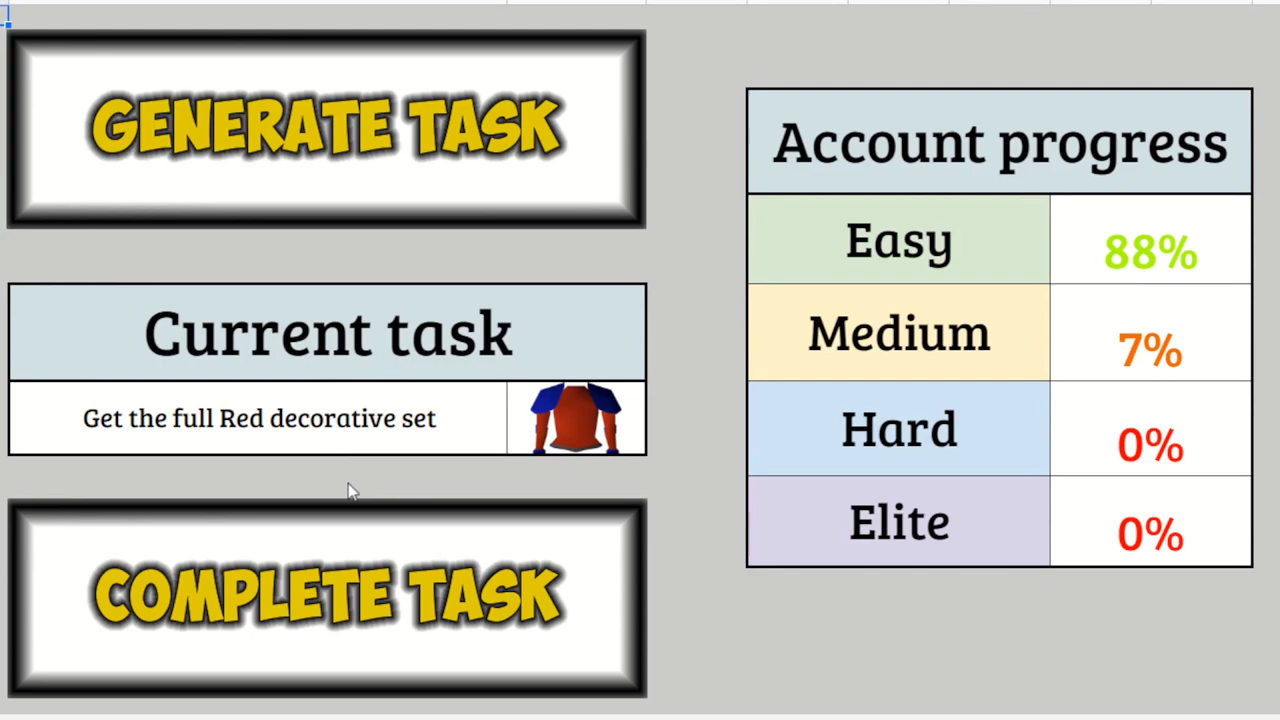 GENERATE TASK
Current task
Get the full Red decorative set
COMPLETE TASK
Account progress
Easy 88%
Medium 7%
Hard 0%
Elite 0%